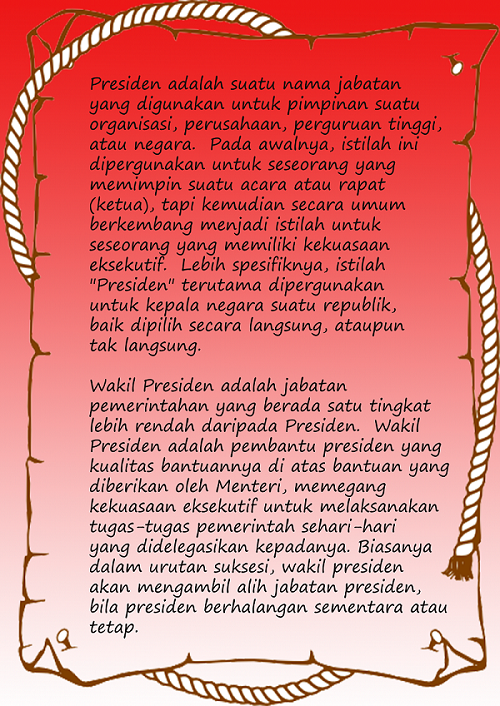 Presiden adalah suatu nama jabatan
yang digunakan untuk pimpinan suatu
organisasi, perusahaan, perguruan tinggi,
atau negara.  Pada awalnya, istilah ini
dipergunakan untuk seseorang yang
memimpin suatu acara atau rapat
(ketua), tapi kemudian secara umum
berkembang menjadi istilah untuk
seseorang yang memiliki kekuasaan
eksekutif.  Lebih spesifiknya, istilah
"Presiden" terutama dipergunakan
untuk kepala negara suatu republik,
baik dipilih secara langsung, ataupun
tak langsung.

Wakil Presiden adalah jabatan
pemerintahan yang berada satu tingkat
lebih rendah daripada Presiden.  Wakil
Presiden adalah pembantu presiden yang
kualitas bantuannya di atas bantuan yang
diberikan oleh Menteri, memegang
kekuasaan eksekutif untuk melaksanakan
tugas-tugas pemerintah sehari-hari
yang didelegasikan kepadanya. Biasanya
dalam urutan suksesi, wakil presiden
akan mengambil alih jabatan presiden,
bila presiden berhalangan sementara atau
tetap.